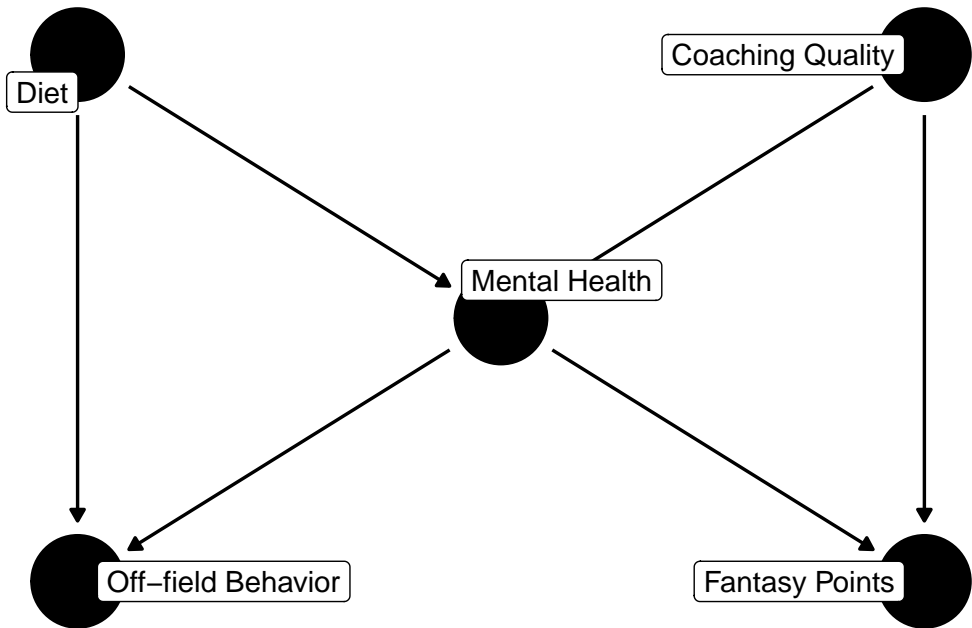 Diet
Coaching Quality
Mental Health
Off−field Behavior
Fantasy Points